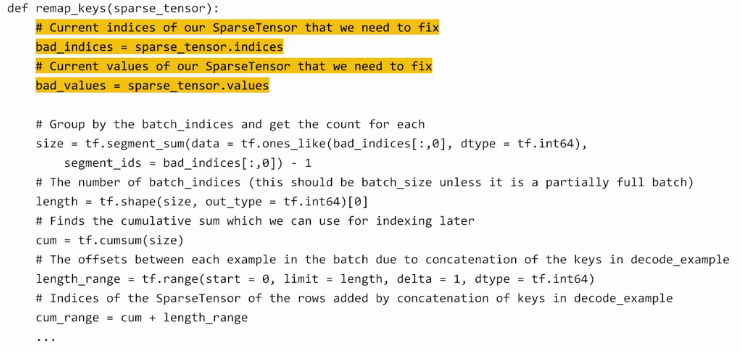 def remap_keys(sparse_tensor):
    # Current indices of our SparseTensor that we need to fix
    bad_indices = sparse_tensor.indices
    # Current values of our SparseTensor that we need to fix
    bad_values = sparse_tensor.values

    # Group by the batch_indices and get the count for each
    size = tf.segment_sum(data = tf.ones_like(bad_indices[:,0], dtype = tf.int64),
        segment_ids = bad_indices[:,0]) - 1
    # The number of batch_indices (this should be batch_size unless it is a partially full batch)
    length = tf.shape(size, out_type = tf.int64)[0]
    # Finds the cumulative sum which we can use for indexing later
    cum = tf.cumsum(size)
    # The offsets between each example in the batch due to concatenation of the keys in decode_example
    length_range = tf.range(start = 0, limit = length, delta = 1, dtype = tf.int64)
    # Indices of the SparseTensor of the rows added by concatenation of keys in decode_example
    cum_range = cum + length_range
    ...